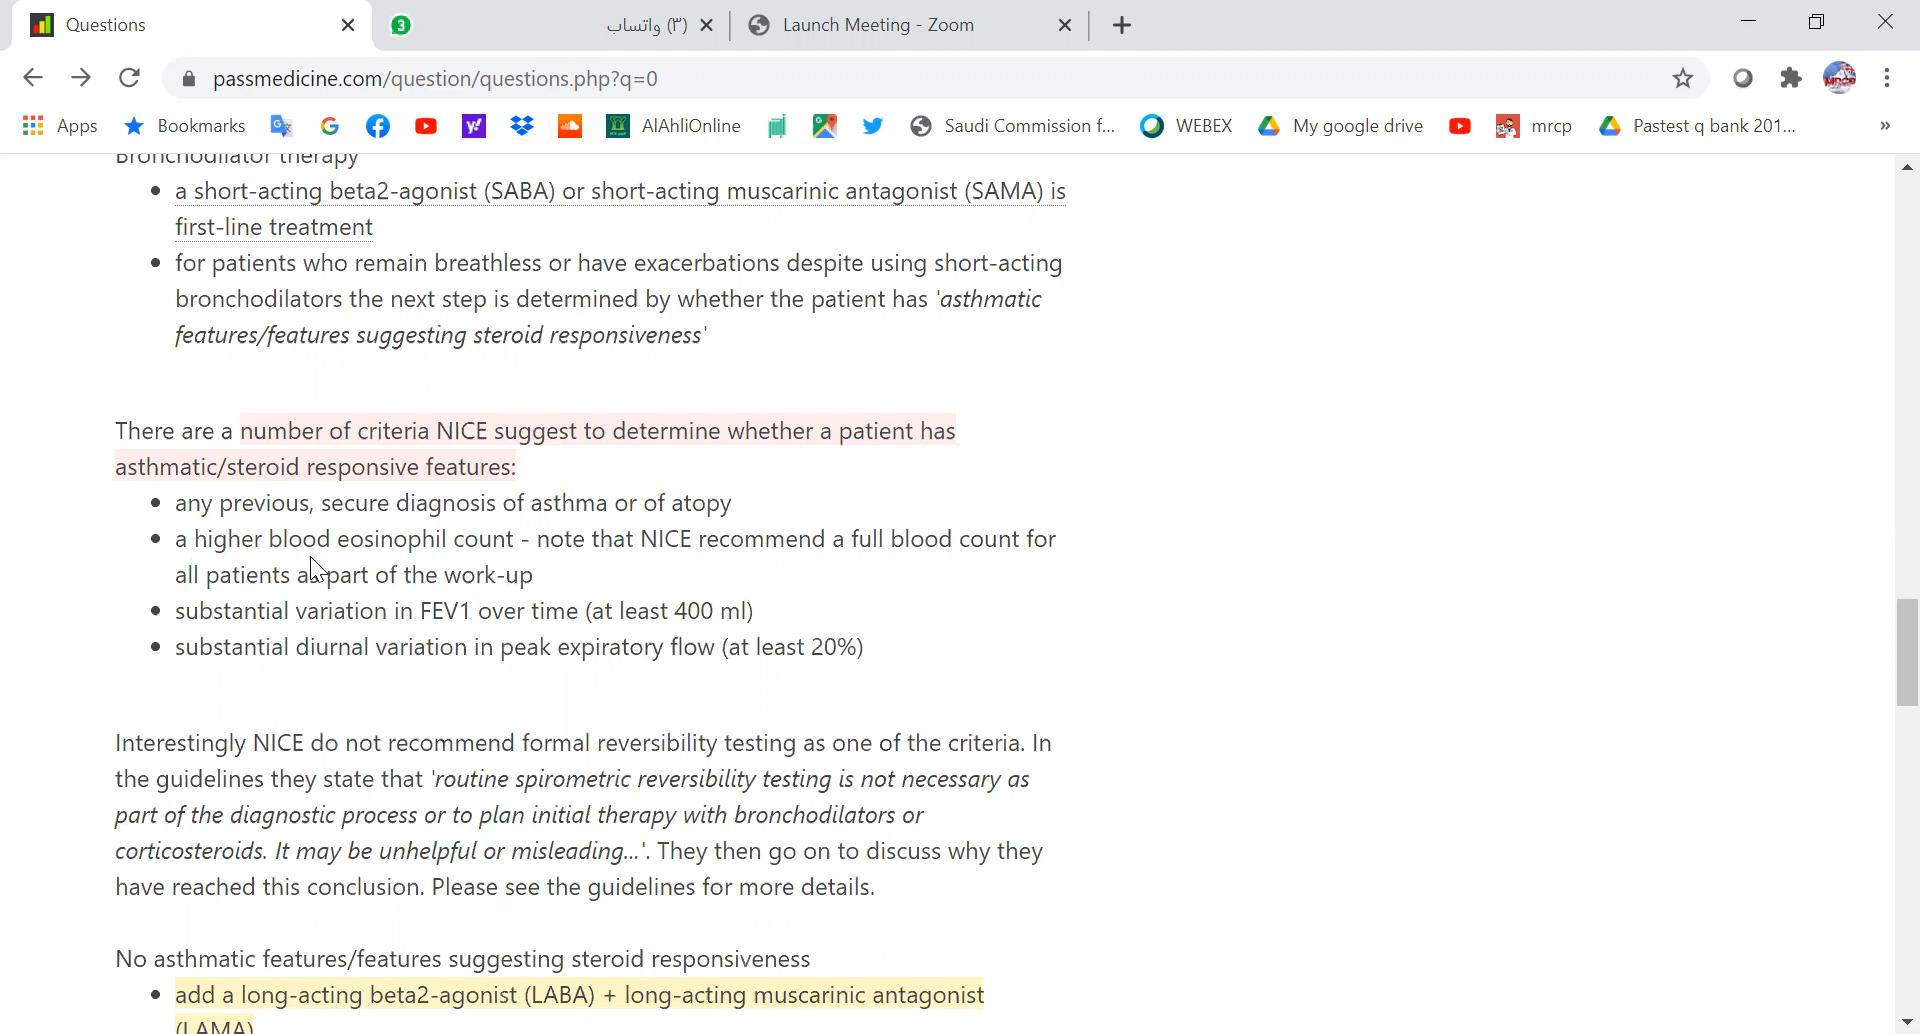 Questions
3
(٣) واتساب
Launch Meeting - Zoom
passmedicine.com/question/questions.php?q=0
Apps
Bookmarks
AlAhliOnline
Saudi Commission f...
WEBEX
My google drive
mrcp
Pastest q bank 201...
»
Bronchodilator therapy
• a short-acting beta2-agonist (SABA) or short-acting muscarinic antagonist (SAMA) is
first-line treatment
• for patients who remain breathless or have exacerbations despite using short-acting
bronchodilators the next step is determined by whether the patient has 'asthmatic
features/features suggesting steroid responsiveness'
There are a number of criteria NICE suggest to determine whether a patient has
asthmatic/steroid responsive features:
• any previous, secure diagnosis of asthma or of atopy
• a higher blood eosinophil count - note that NICE recommend a full blood count for
all patients as part of the work-up
• substantial variation in FEV1 over time (at least 400 ml)
• substantial diurnal variation in peak expiratory flow (at least 20%)
Interestingly NICE do not recommend formal reversibility testing as one of the criteria. In
the guidelines they state that 'routine spirometric reversibility testing is not necessary as
part of the diagnostic process or to plan initial therapy with bronchodilators or
corticosteroids. It may be unhelpful or misleading...'. They then go on to discuss why they
have reached this conclusion. Please see the guidelines for more details.
No asthmatic features/features suggesting steroid responsiveness
• add a long-acting beta2-agonist (LABA) + long-acting muscarinic antagonist
(LAMA)